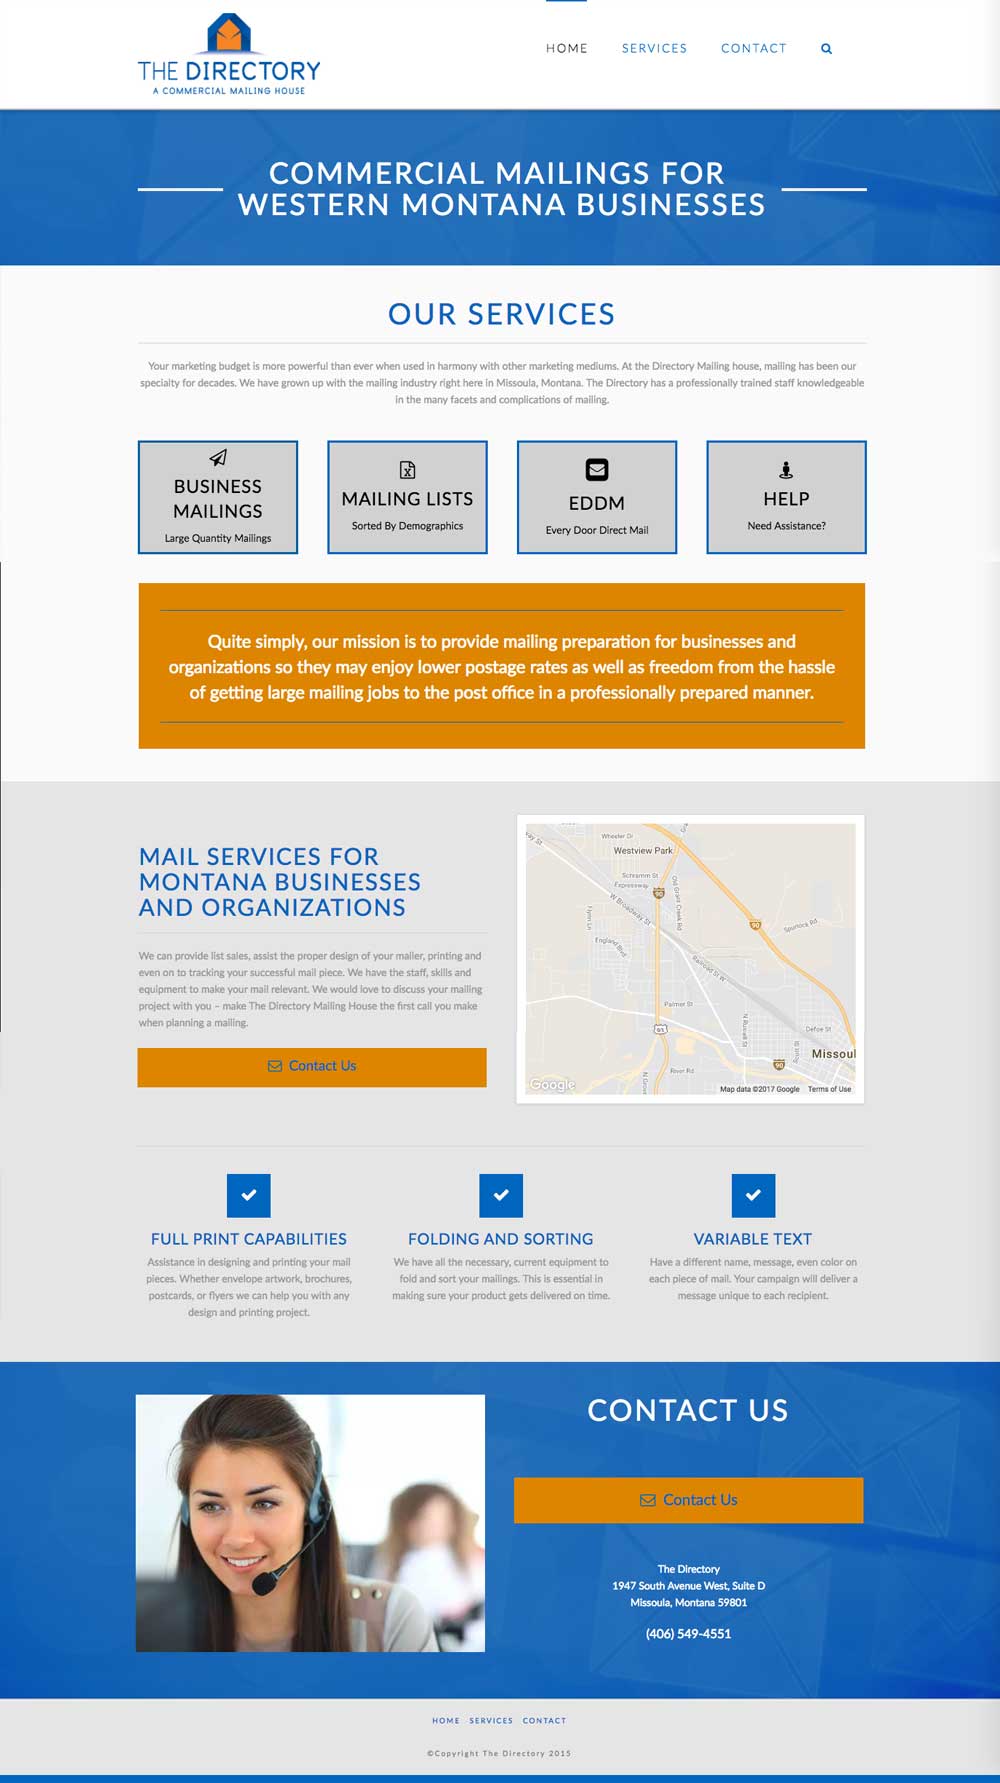 THE DIRECTORY
A COMMERCIAL MAILING HOUSE
HOME SERVICES CONTACT
COMMERCIAL MAILINGS FOR
WESTERN MONTANA BUSINESSES
OUR SERVICES
Your marketing budget is more powerful than ever when used in harmony with other marketing mediums. At the Directory Mailing house, mailing has been our
specialty for decades. We have grown up with the mailing industry right here in Missoula, Montana. The Directory has a professionally trained staff knowledgeable
in the many facets and complications of mailing.
BUSINESS
MAILINGS
Large Quantity Mailings
MAILING LISTS
Sorted By Demographics
EDDM
Every Door Direct Mail
HELP
Need Assistance?
Quite simply, our mission is to provide mailing preparation for businesses and
organizations so they may enjoy lower postage rates as well as freedom from the hassle
of getting large mailing jobs to the post office in a professionally prepared manner.
MAIL SERVICES FOR
MONTANA BUSINESSES
AND ORGANIZATIONS
We can provide list sales, assist the proper design of your mailer, printing and
even on to tracking your successful mail piece. We have the staff, skills and
equipment to make your mail relevant. We would love to discuss your mailing
project with you – make The Directory Mailing House the first call you make
when planning a mailing.
Contact Us
Wheeler Dr
Westview Park
Schramm St
Expressway
W Broadway St
Old Grant Creek Rd
90
90
Spurlock Rd
Flynn Ln
England Blvd
Railroad St W
Palmer St
N Russell St
Defoe St
Scott St
Missoul
90
River Rd
Google
Map data ©2017 Google Terms of Use
FULL PRINT CAPABILITIES
Assistance in designing and printing your mail
pieces. Whether envelope artwork, brochures,
postcards, or flyers we can help you with any
design and printing project.
FOLDING AND SORTING
We have all the necessary, current equipment to
fold and sort your mailings. This is essential in
making sure your product gets delivered on time.
VARIABLE TEXT
Have a different name, message, even color on
each piece of mail. Your campaign will deliver a
message unique to each recipient.
CONTACT US
Contact Us
The Directory
1947 South Avenue West, Suite D
Missoula, Montana 59801
(406) 549-4551
HOME SERVICES CONTACT
©Copyright The Directory 2015